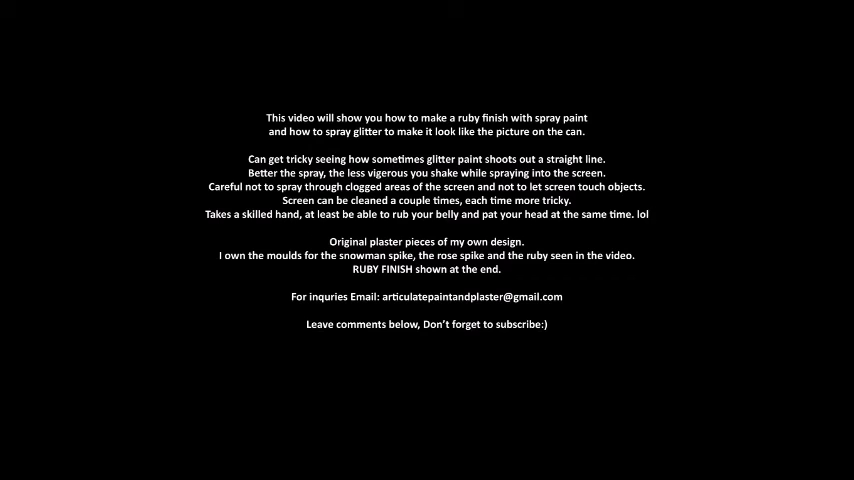 This video will show you how to make a ruby finish with spray paint
and how to spray glitter to make it look like the picture on the can.
Can get tricky seeing how sometimes glitter paint shoots out a straight line.
Better the spray, the less vigerous you shake while spraying into the screen.
Careful not to spray through clogged areas of the screen and not to let screen touch objects.
Screen can be cleaned a couple times, each time more tricky.
Takes a skilled hand, at least be able to rub your belly and pat your head at the same time. lol
Original plaster pieces of my own design.
I own the moulds for the snowman spike, the rose spike and the ruby seen in the video.
RUBY FINISH shown at the end.
For inquries Email: articulatepaintandplaster@gmail.com
Leave comments below, Don't forget to subscribe:)